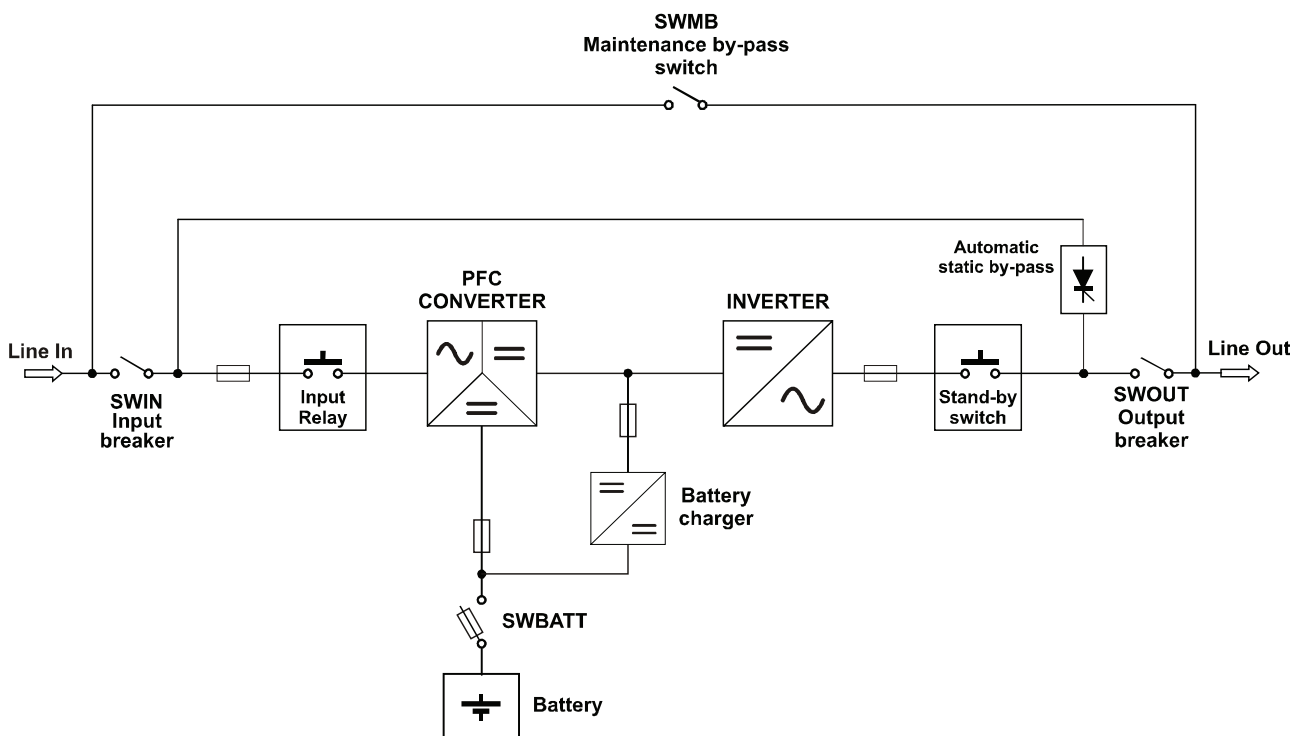 SWMB
Maintenance by-pass
switch
Automatic
static by-pass
PFC
CONVERTER
INVERTER
Line In
Line Out
SWIN
Input
breaker
Input
Relay
Stand-by
switch
SWOUT
Output
breaker
Battery
charger
SWBATT
Battery